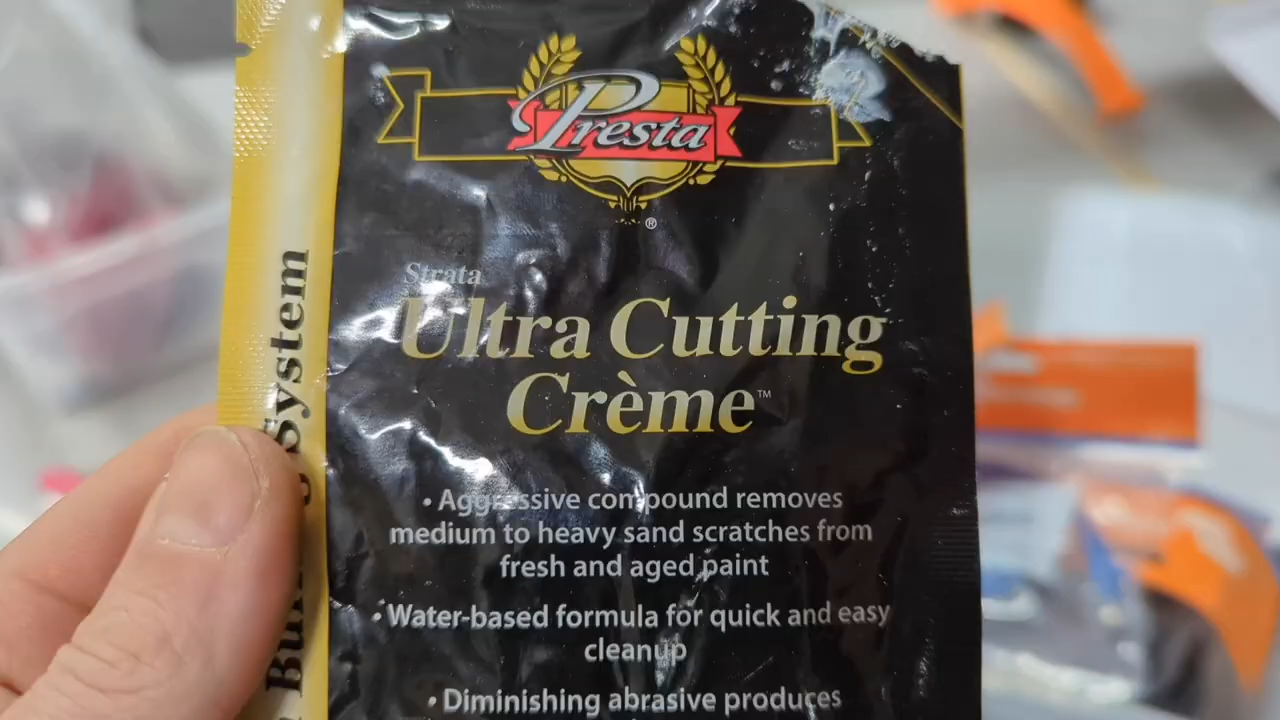 Presta
®
Strata
Ultra Cutting
Crème™
• Aggressive compound removes
medium to heavy sand scratches from
fresh and aged paint
• Water-based formula for quick and easy
cleanup
• Diminishing abrasive produces
System